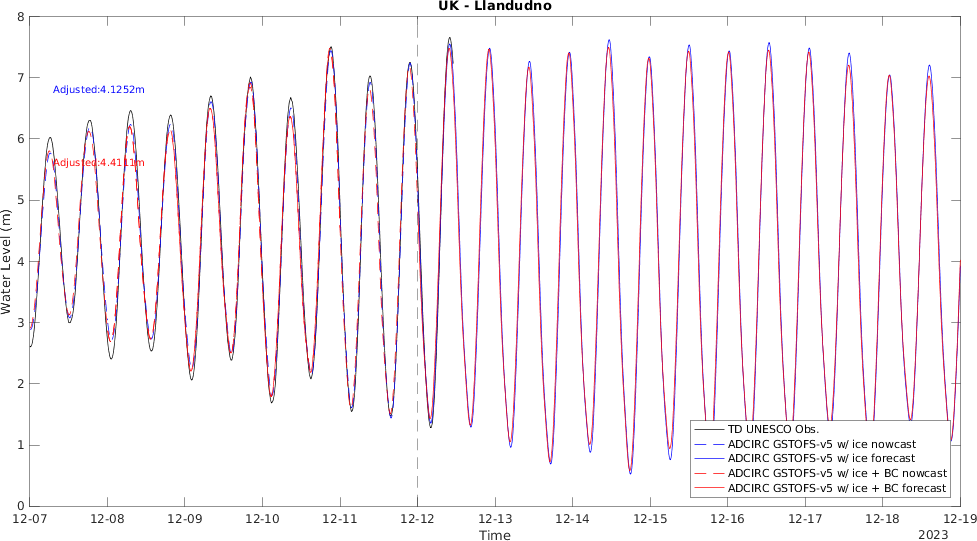 UK - Llandudno
8
7
6
5
4
3
2
1
0
Water Level (m)
Adjusted:4.1252m
Adjusted:4.4111m
TD UNESCO Obs.
ADCIRC GSTOFS-v5 w/ ice nowcast
ADCIRC GSTOFS-v5 w/ ice forecast
ADCIRC GSTOFS-v5 w/ ice + BC nowcast
ADCIRC GSTOFS-v5 w/ ice + BC forecast
12-07 12-08 12-09 12-10 12-11 12-12 12-13 12-14 12-15 12-16 12-17 12-18 12-19
Time
2023